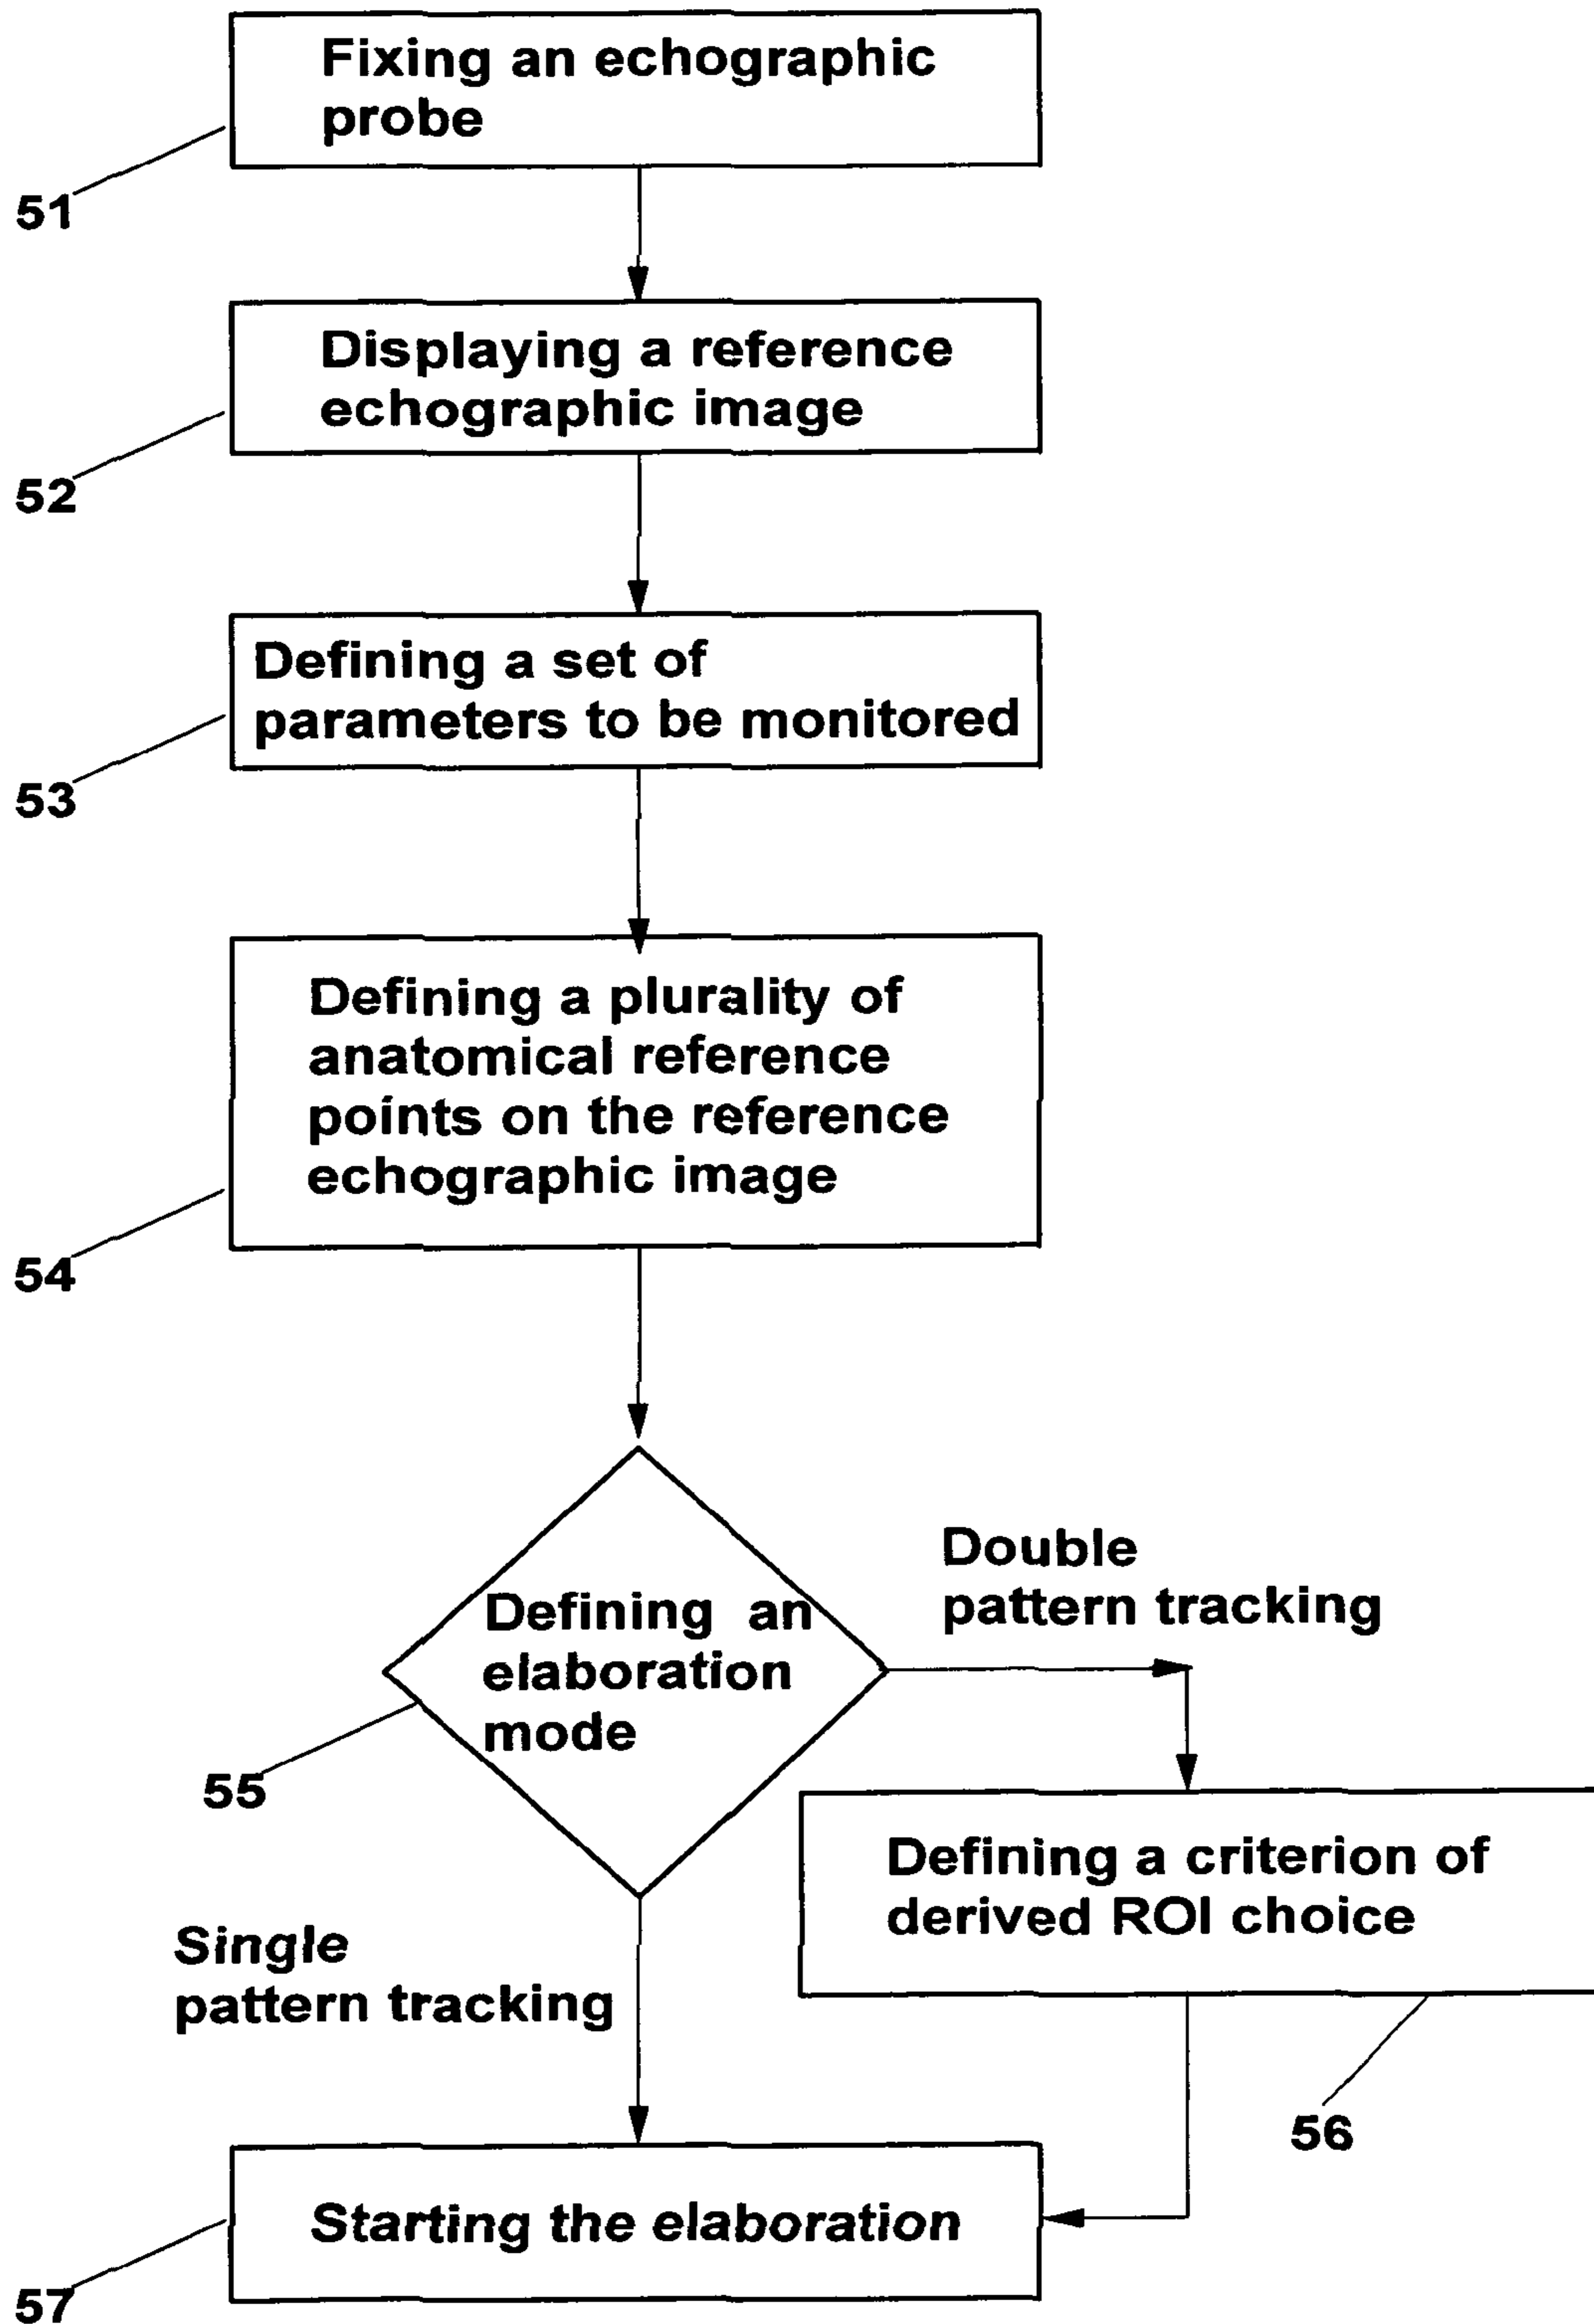 Fixing an echographic
probe
51
Displaying a reference
echographic image
52
Defining a set of
parameters to be monitored
53
Defining a plurality of
anatomical reference
points on the reference
echographic image
54
Defining an
elaboration
mode
55
Double
pattern tracking
Defining a criterion of
derived ROI choice
56
Single
pattern tracking
Starting the elaboration
57